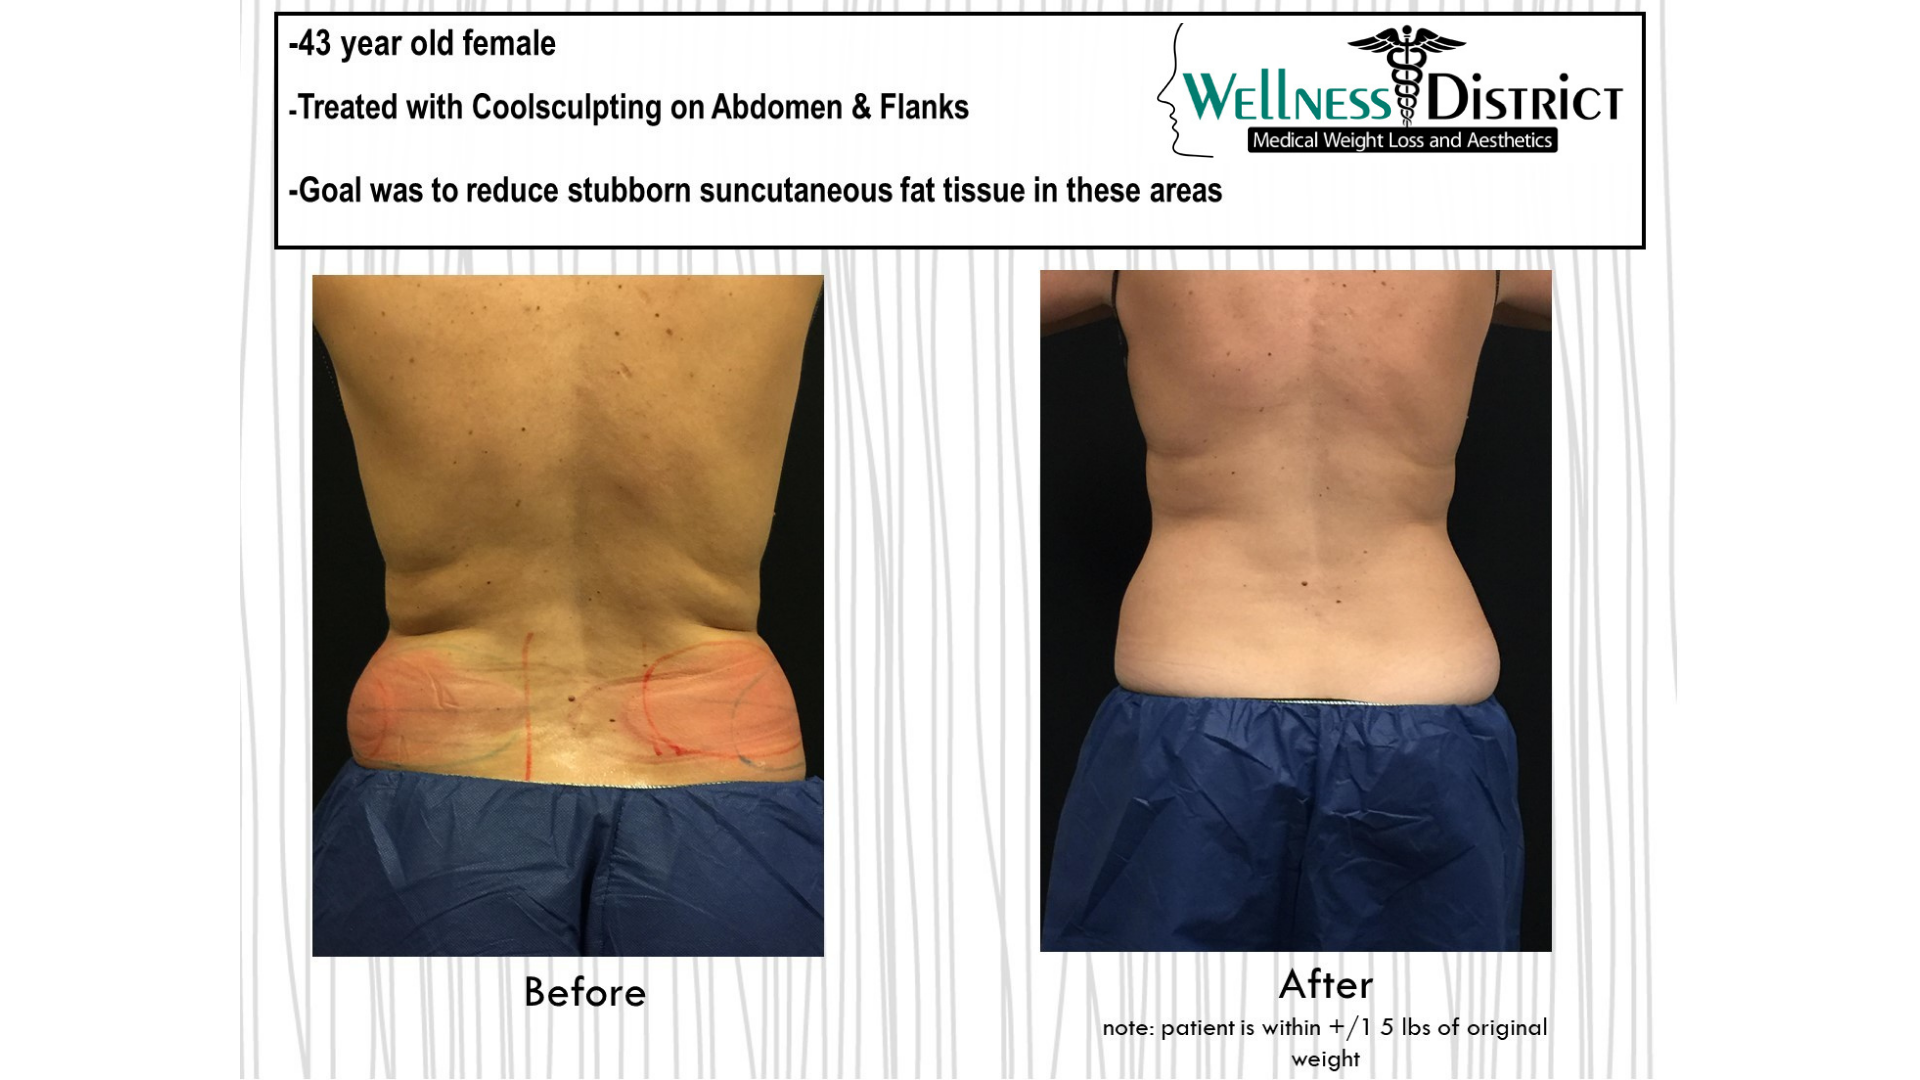 -43 year old female
-Treated with Coolsculpting on Abdomen & Flanks
-Goal was to reduce stubborn suncutaneous fat tissue in these areas
Wellness District
Medical Weight Loss and Aesthetics
Before
After
note: patient is within +/1 5 lbs of original
weight